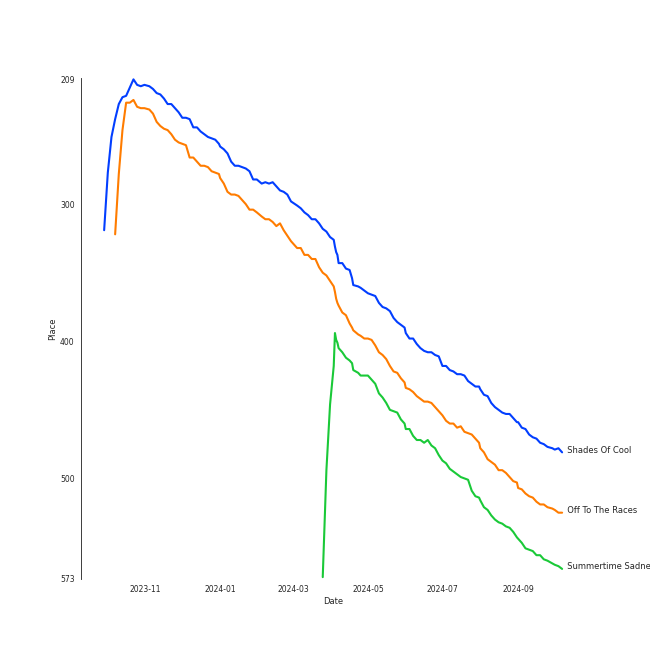 209
300
400
500
573
Place
2023-11
2024-01
2024-03
2024-05
2024-07
2024-09
Date
Shades Of Cool
Off To The Races
Summertime Sadne